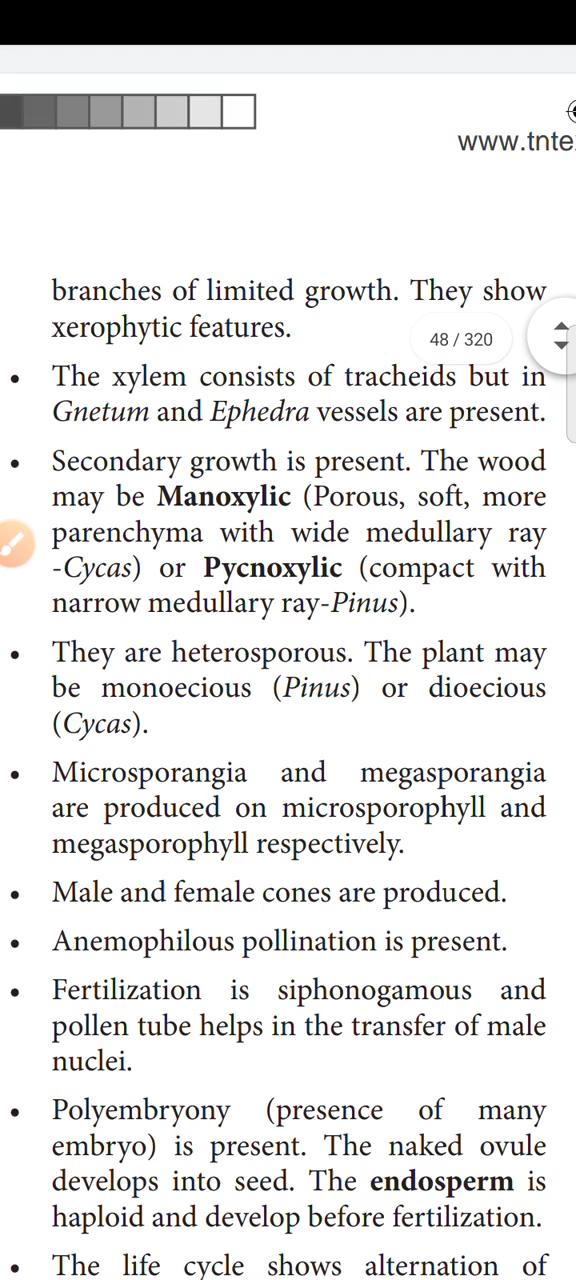 www.tnte
branches of limited growth. They show
xerophytic features.
48 / 320
• The xylem consists of tracheids but in
Gnetum and Ephedra vessels are present.
• Secondary growth is present. The wood
may be Manoxylic (Porous, soft, more
parenchyma with wide medullary ray
-Cycas) or Pycnoxylic (compact with
narrow medullary ray-Pinus).
• They are heterosporous. The plant may
be monoecious (Pinus) or dioecious
(Cycas).
• Microsporangia and megasporangia
are produced on microsporophyll and
megasporophyll respectively.
• Male and female cones are produced.
• Anemophilous pollination is present.
• Fertilization is siphonogamous and
pollen tube helps in the transfer of male
nuclei.
• Polyembryony (presence of many
embryo) is present. The naked ovule
develops into seed. The endosperm is
haploid and develop before fertilization.
• The life cycle shows alternation of